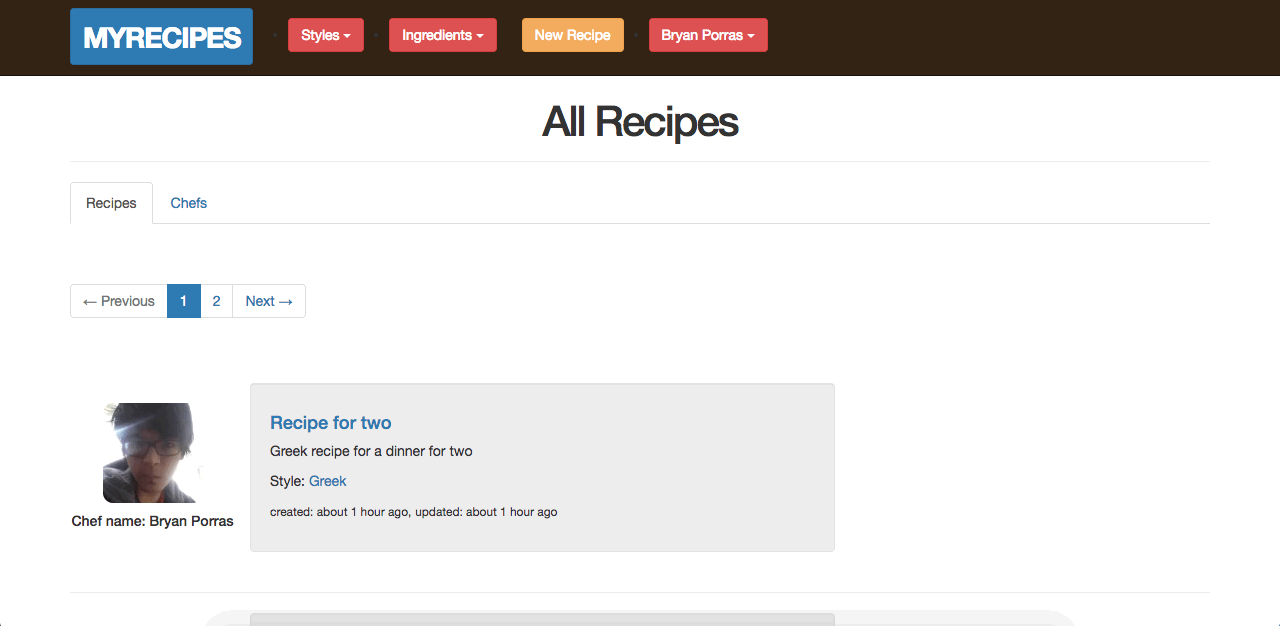 MYRECIPES Styles Ingredients New Recipe Bryan Porras
All Recipes
Recipes Chefs
← Previous 1 2 Next →
Recipe for two
Greek recipe for a dinner for two
Style: Greek
created: about 1 hour ago, updated: about 1 hour ago
Chef name: Bryan Porras